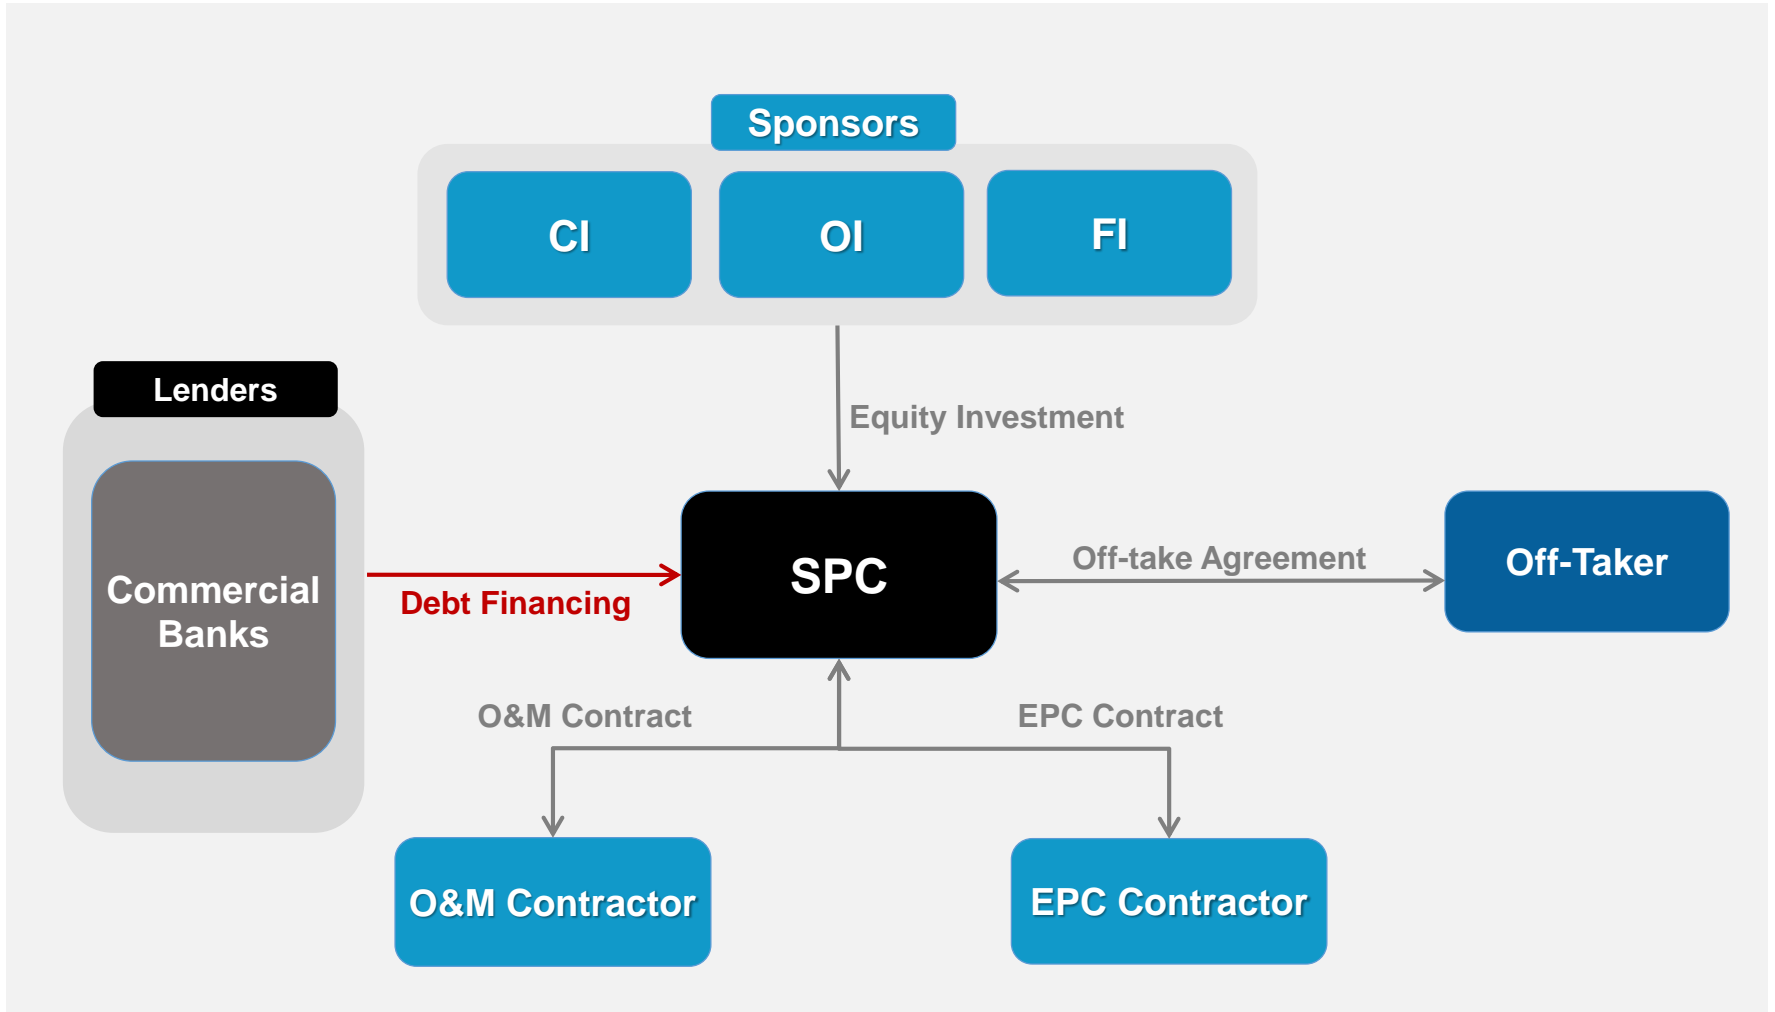 Sponsors
CI
OI
FI
Equity Investment
Lenders
Commercial
Banks
Debt Financing
SPC
Off-take Agreement
Off-Taker
O&M Contract
EPC Contract
O&M Contractor
EPC Contractor